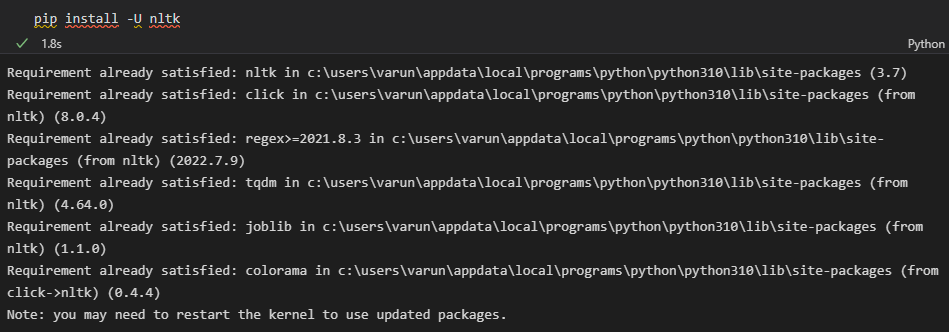 pip install -U nltk
1.8s
Python
Requirement already satisfied: nltk in c:\users\varun\appdata\local\programs\python\python310\lib\site-packages (3.7)
Requirement already satisfied: click in c:\users\varun\appdata\local\programs\python\python310\lib\site-packages (from
nltk) (8.0.4)
Requirement already satisfied: regex>=2021.8.3 in c:\users\varun\appdata\local\programs\python\python310\lib\site-
packages (from nltk) (2022.7.9)
Requirement already satisfied: tqdm in c:\users\varun\appdata\local\programs\python\python310\lib\site-packages (from
nltk) (4.64.0)
Requirement already satisfied: joblib in c:\users\varun\appdata\local\programs\python\python310\lib\site-packages (from
nltk) (1.1.0)
Requirement already satisfied: colorama in c:\users\varun\appdata\local\programs\python\python310\lib\site-packages (from
click->nltk) (0.4.4)
Note: you may need to restart the kernel to use updated packages.